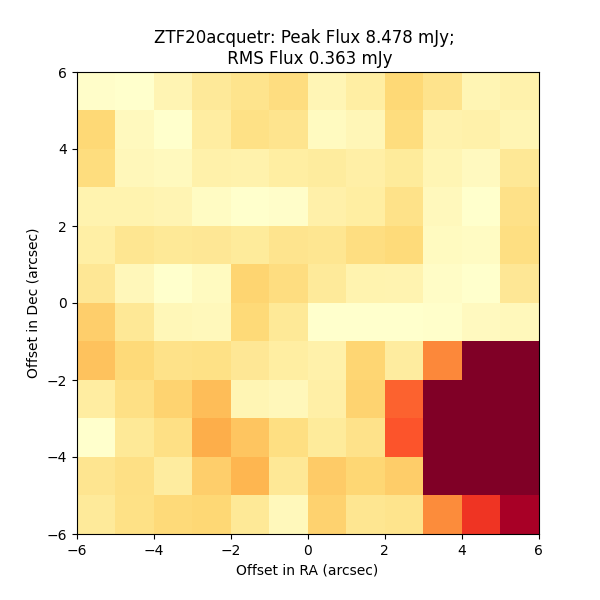 ZTF20acquetr: Peak Flux 8.478 mJy;
RMS Flux 0.363 mJy
6
4
2
0
−2
−4
−6
Offset in Dec (arcsec)
−6 −4 −2 0 2 4 6
Offset in RA (arcsec)